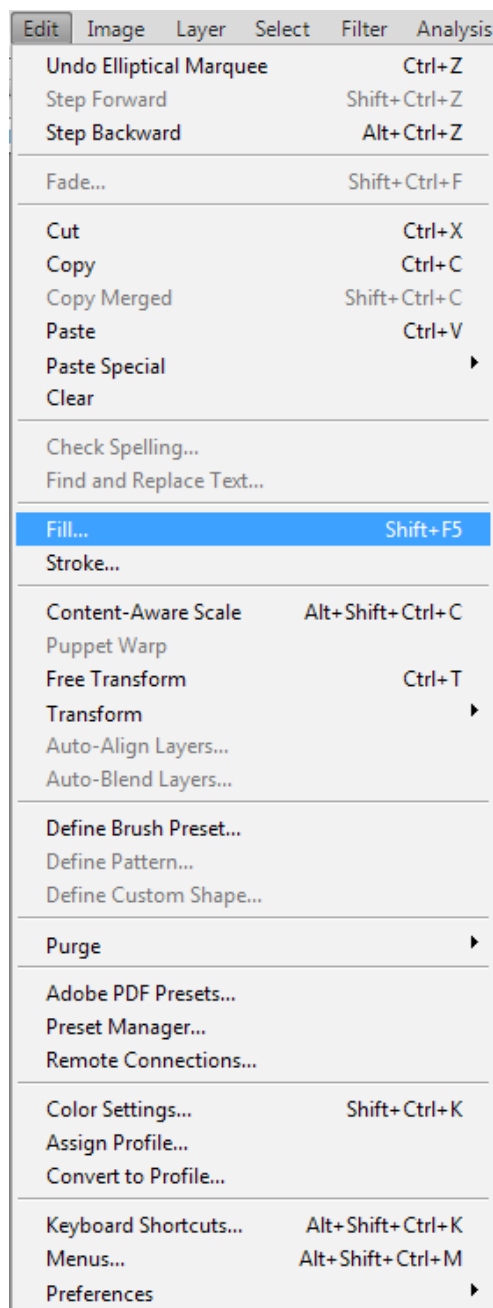 Edit Image Layer Select Filter Analysis
Undo Elliptical Marquee Ctrl+Z
Step Forward Shift+Ctrl+Z
Step Backward Alt+Ctrl+Z
Fade... Shift+Ctrl+F
Cut Ctrl+X
Copy Ctrl+C
Copy Merged Shift+Ctrl+C
Paste Ctrl+V
Paste Special
Clear
Check Spelling...
Find and Replace Text...
Fill... Shift+F5
Stroke...
Content-Aware Scale Alt+Shift+Ctrl+C
Puppet Warp
Free Transform Ctrl+T
Transform
Auto-Align Layers...
Auto-Blend Layers...
Define Brush Preset...
Define Pattern...
Define Custom Shape...
Purge
Adobe PDF Presets...
Preset Manager...
Remote Connections...
Color Settings... Shift+Ctrl+K
Assign Profile...
Convert to Profile...
Keyboard Shortcuts... Alt+Shift+Ctrl+K
Menus... Alt+Shift+Ctrl+M
Preferences